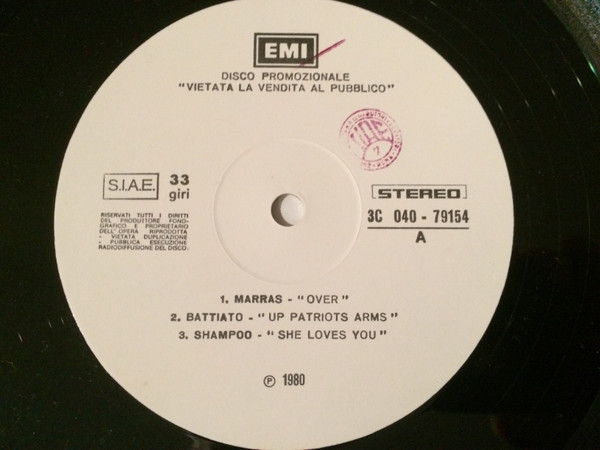 EMI
DISCO PROMOZIONALE
"VIETATA LA VENDITA AL PUBBLICO"
7
S.I.A.E.
33
giri
STEREO
3C 040 - 79154
A
RISERVATI TUTTI I DIRITTI
DEL PRODUTTORE FONO-
GRAFICO E PROPRIETARIO
DELL'OPERA RIPRODOTTA
- VIETATA DUPLICAZIONE
- PUBBLICA ESECUZIONE
RADIODIFFUSIONE DEL DISCO.
1. MARRAS - "OVER"
2. BATTIATO - "UP PATRIOTS ARMS"
3. SHAMPOO - "SHE LOVES YOU"
℗ 1980